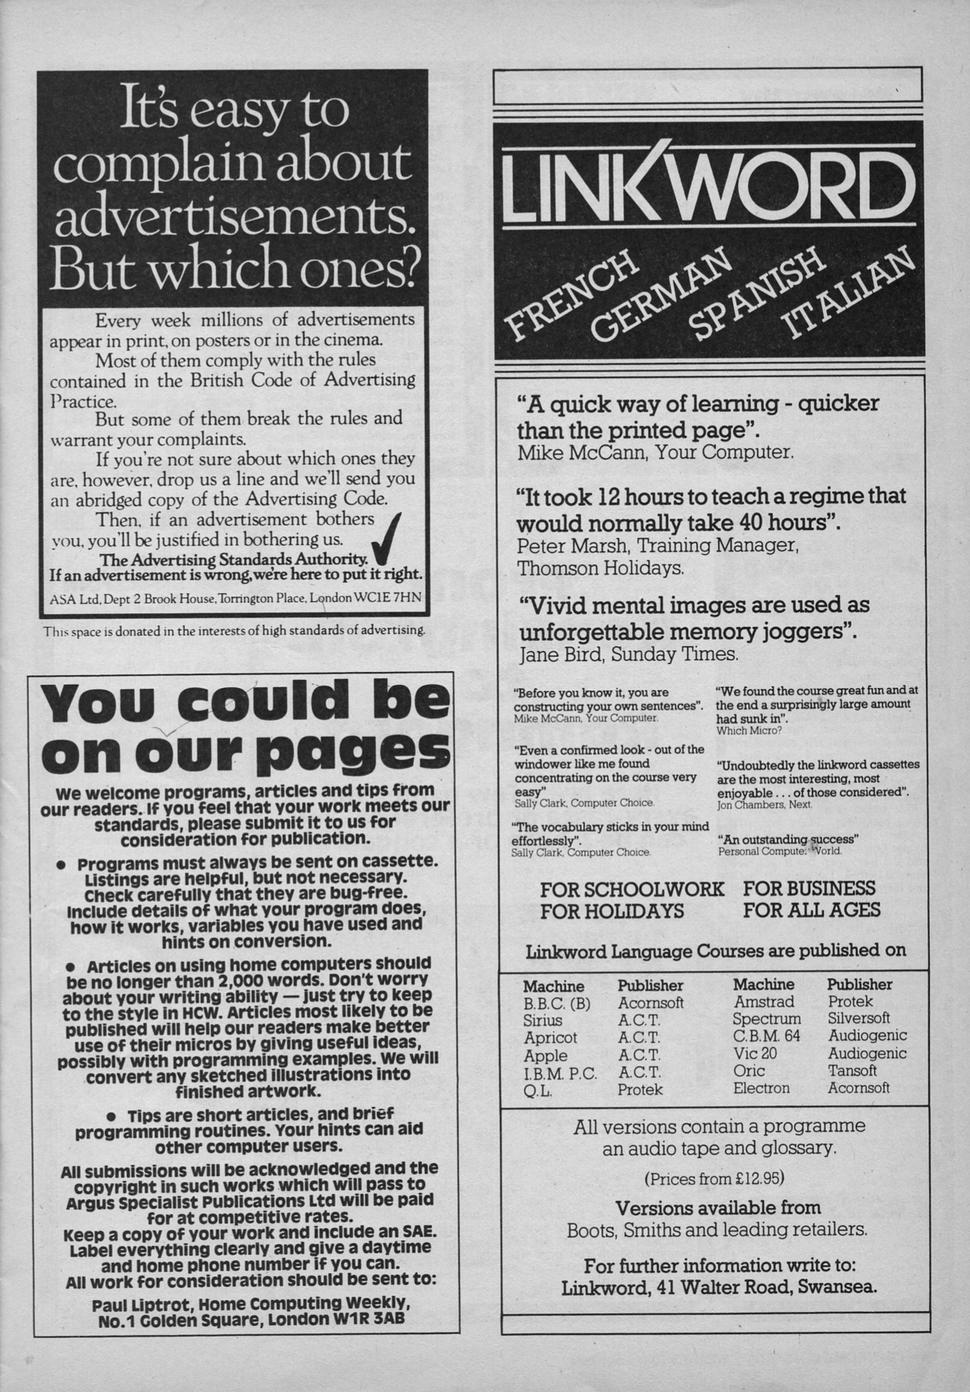 It's easy to
complain about
advertisements.
But which ones?
Every week millions of advertisements
appear in print, on posters or in the cinema.
Most of them comply with the rules
contained in the British Code of Advertising
Practice.
But some of them break the rules and
warrant your complaints.
If you're not sure about which ones they
are, however, drop us a line and we'll send you
an abridged copy of the Advertising Code.
Then, if an advertisement bothers
you, you'll be justified in bothering us.
The Advertising Standards Authority.
If an advertisement is wrong, we're here to put it right.
ASA Ltd, Dept 2 Brook House, Torrington Place, London WC1E 7HN
This space is donated in the interests of high standards of advertising.
You could be
on our pages
We welcome programs, articles and tips from
our readers. If you feel that your work meets our
standards, please submit it to us for
consideration for publication.
● Programs must always be sent on cassette.
Listings are helpful, but not necessary.
Check carefully that they are bug-free.
Include details of what your program does,
how it works, variables you have used and
hints on conversion.
● Articles on using home computers should
be no longer than 2,000 words. Don't worry
about your writing ability — just try to keep
to the style in HCW. Articles most likely to be
published will help our readers make better
use of their micros by giving useful ideas,
possibly with programming examples. We will
convert any sketched illustrations into
finished artwork.
● Tips are short articles, and brief
programming routines. Your hints can aid
other computer users.
All submissions will be acknowledged and the
copyright in such works which will pass to
Argus Specialist Publications Ltd will be paid
for at competitive rates.
Keep a copy of your work and include an SAE.
Label everything clearly and give a daytime
and home phone number if you can.
All work for consideration should be sent to:
Paul Liptrot, Home Computing Weekly,
No.1 Golden Square, London W1R 3AB
LINKWORD
FRENCH
GERMAN
SPANISH
ITALIAN
"A quick way of learning - quicker
than the printed page".
Mike McCann, Your Computer.
"It took 12 hours to teach a regime that
would normally take 40 hours".
Peter Marsh, Training Manager,
Thomson Holidays.
"Vivid mental images are used as
unforgettable memory joggers".
Jane Bird, Sunday Times.
"Before you know it, you are
constructing your own sentences".
Mike McCann, Your Computer.
"Even a confirmed look - out of the
windower like me found
concentrating on the course very
easy"
Sally Clark, Computer Choice.
"The vocabulary sticks in your mind
effortlessly".
Sally Clark, Computer Choice.
"We found the course great fun and at
the end a surprisingly large amount
had sunk in".
Which Micro?
"Undoubtedly the linkword cassettes
are the most interesting, most
enjoyable . . . of those considered".
Jon Chambers, Next.
"An outstanding success"
Personal Computer World.
FOR SCHOOLWORK FOR BUSINESS
FOR HOLIDAYS FOR ALL AGES
Linkword Language Courses are published on
Machine Publisher Machine Publisher
B.B.C. (B) Acornsoft Amstrad Protek
Sirius A.C.T. Spectrum Silversoft
Apricot A.C.T. C.B.M. 64 Audiogenic
Apple A.C.T. Vic 20 Audiogenic
I.B.M. P.C. A.C.T. Oric Tansoft
Q.L. Protek Electron Acornsoft
All versions contain a programme
an audio tape and glossary.
(Prices from £12.95)
Versions available from
Boots, Smiths and leading retailers.
For further information write to:
Linkword, 41 Walter Road, Swansea.